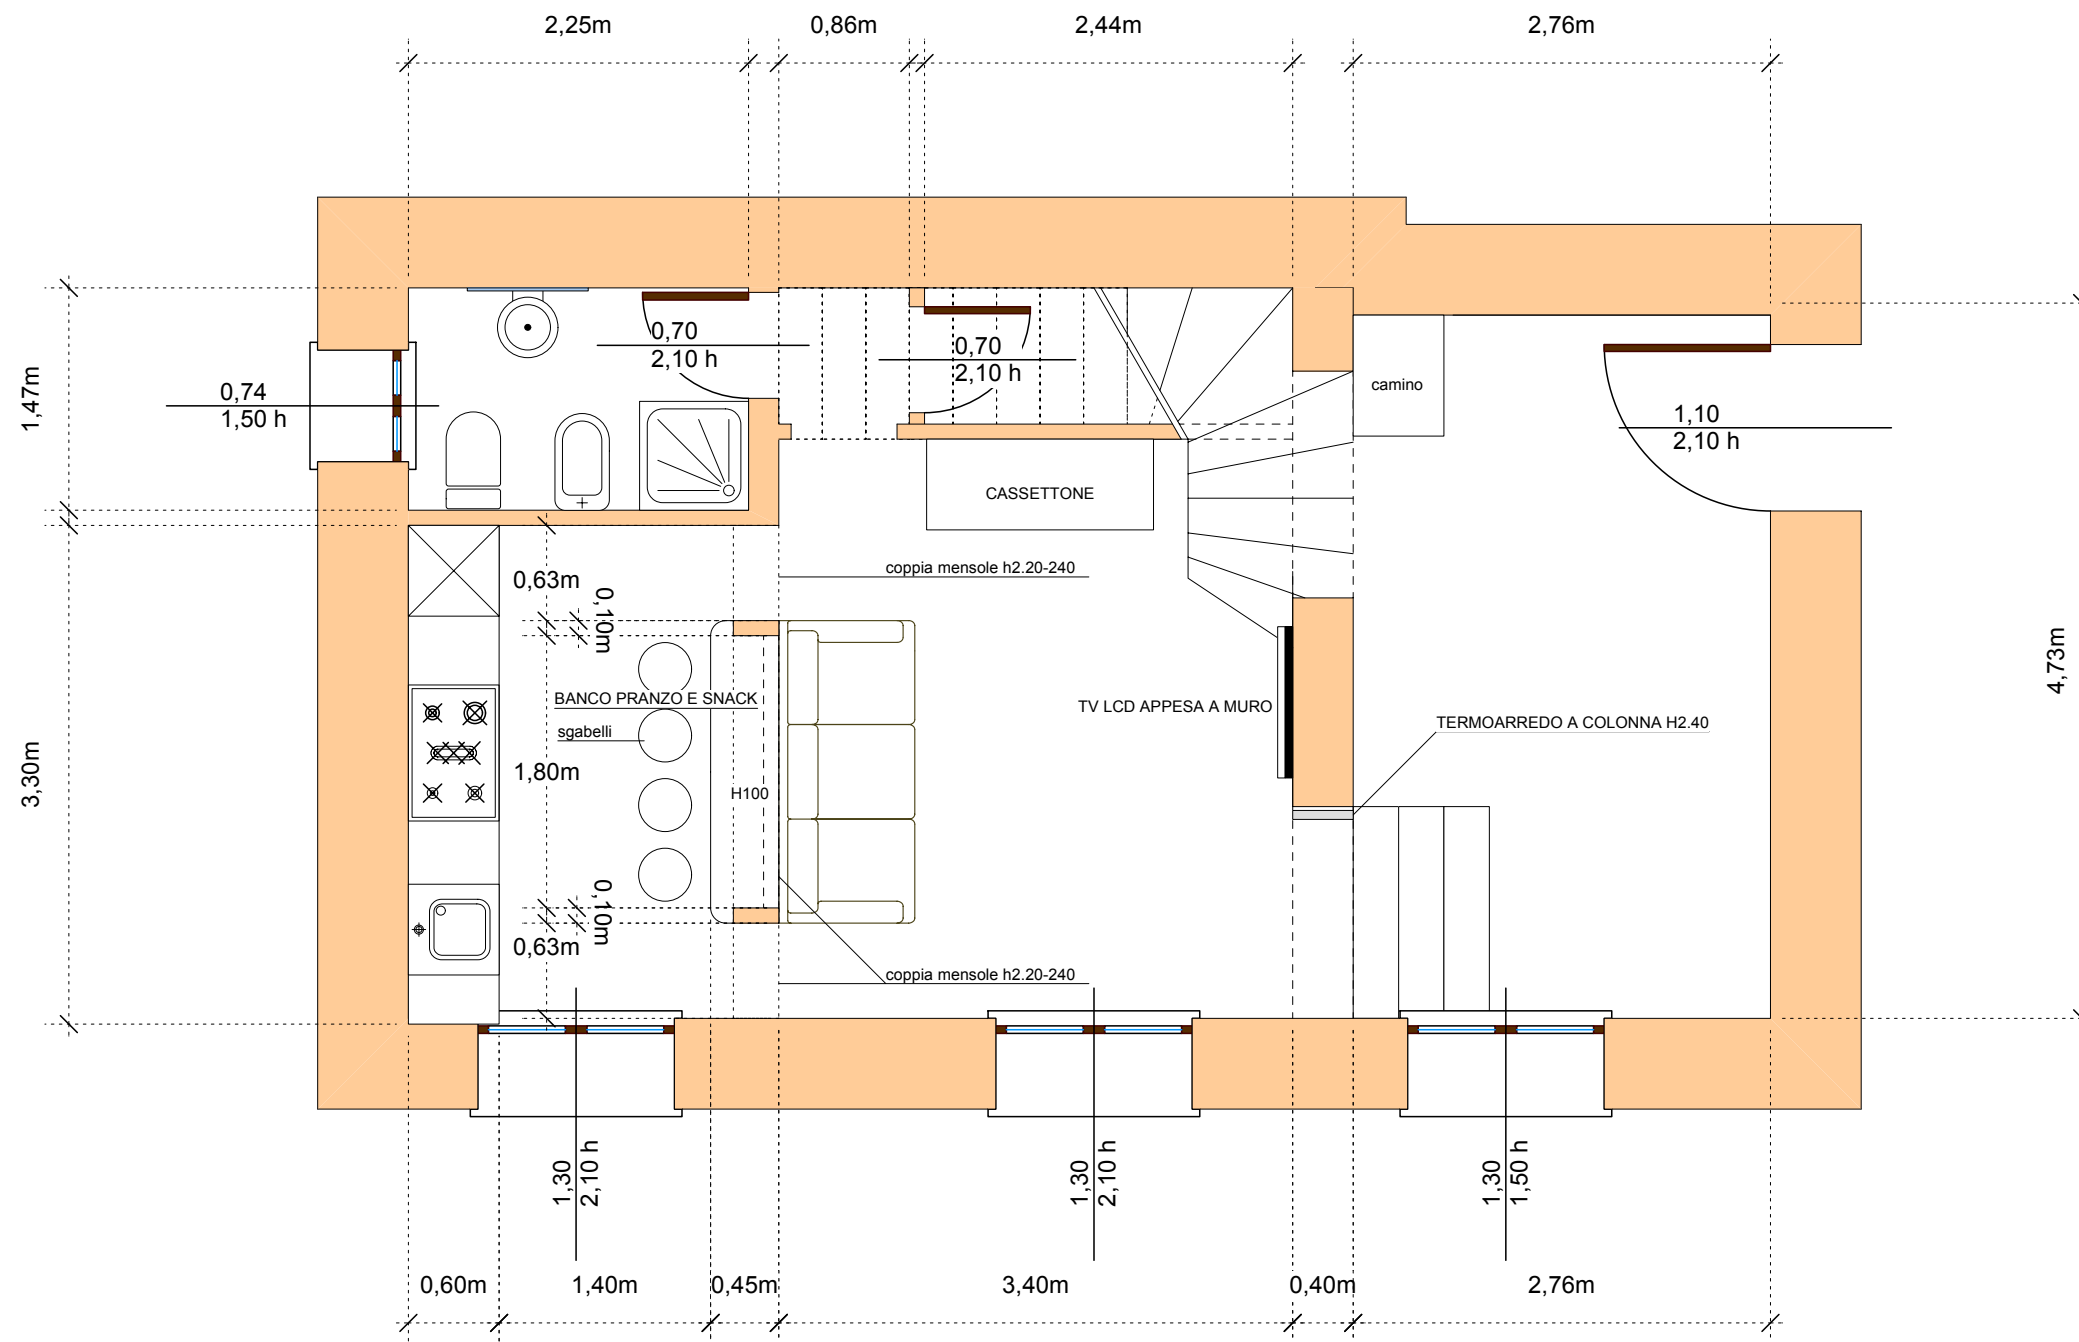 2,25m
0,86m
2,44m
2,76m
0,70
2,10 h
0,70
2,10 h
camino
0,74
1,50 h
1,47m
1,10
2,10 h
CASSETTONE
coppia mensole h2.20-240
0,63m
0,10m
BANCO PRANZO E SNACK
sgabelli
TV LCD APPESA A MURO
TERMOARREDO A COLONNA H2.40
4,73m
3,30m
1,80m
H100
0,10m
0,63m
coppia mensole h2.20-240
1,30
2,10 h
1,30
2,10 h
1,30
1,50 h
0,60m
1,40m
0,45m
3,40m
0,40m
2,76m